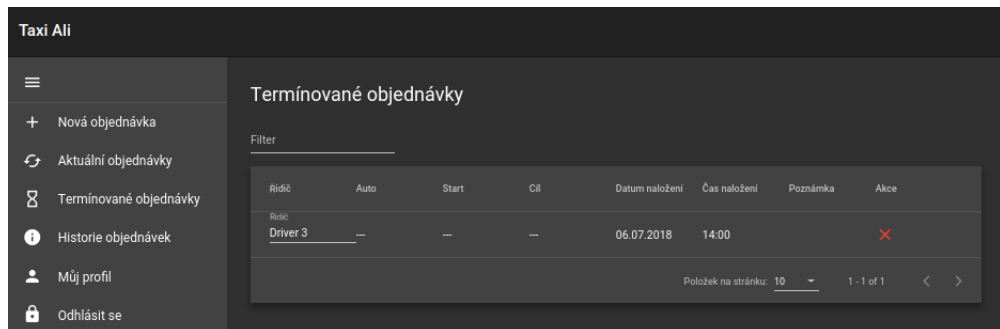 Taxi Ali
Nová objednávka
Aktuální objednávky
Termínované objednávky
Historie objednávek
Můj profil
Odhlásit se
Termínované objednávky
Filter
Řidič Auto Start Cíl Datum naložení Čas naložení Poznámka Akce
Řidič
Driver 3 --- --- --- 06.07.2018 14:00
Položek na stránku: 10 1 - 1 of 1